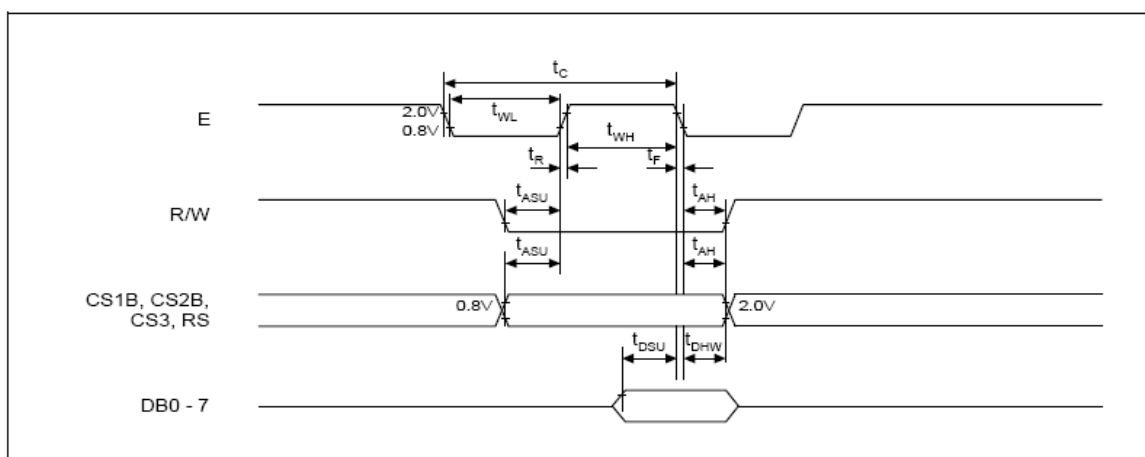 tC
E
2.0V
tWL
0.8V
tWH
tR
tF
R/W
tASU
tAH
tASU
tAH
CS1B, CS2B,
CS3, RS
0.8V
2.0V
tDSU
tDHW
DB0 - 7